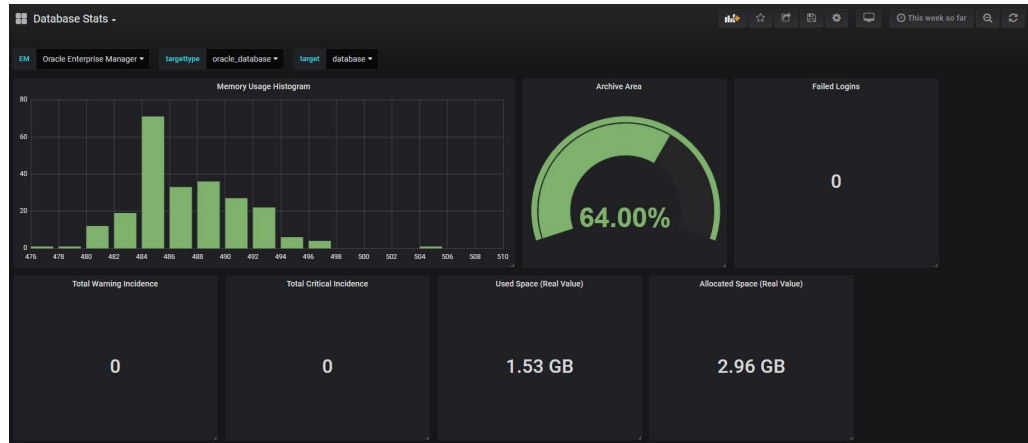 Database Stats
This week so far
EM Oracle Enterprise Manager targettype oracle_database target database
Memory Usage Histogram
80
60
40
20
0
476 478 480 482 484 486 488 490 492 494 496 498 500 502 504 506 508 510
Archive Area
64.00%
Failed Logins
0
Total Warning Incidence
0
Total Critical Incidence
0
Used Space (Real Value)
1.53 GB
Allocated Space (Real Value)
2.96 GB